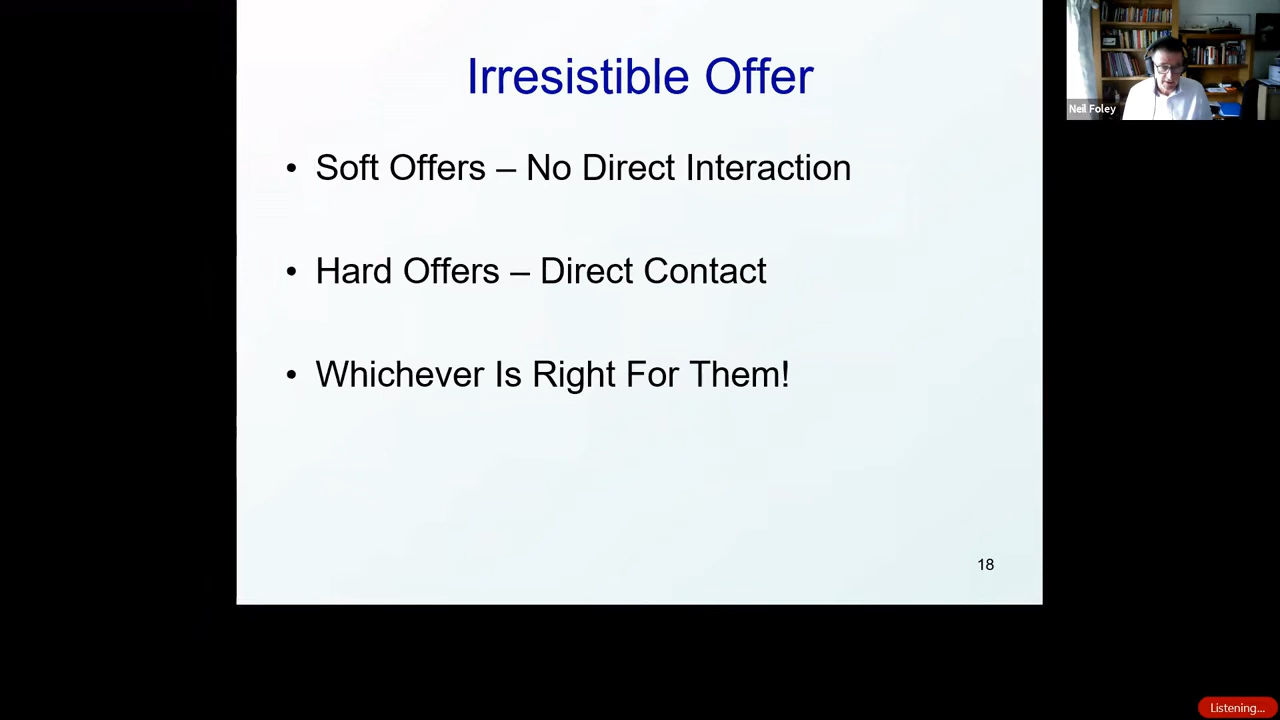 Irresistible Offer
• Soft Offers – No Direct Interaction
• Hard Offers – Direct Contact
• Whichever Is Right For Them!
18
Neil Foley
Listening...